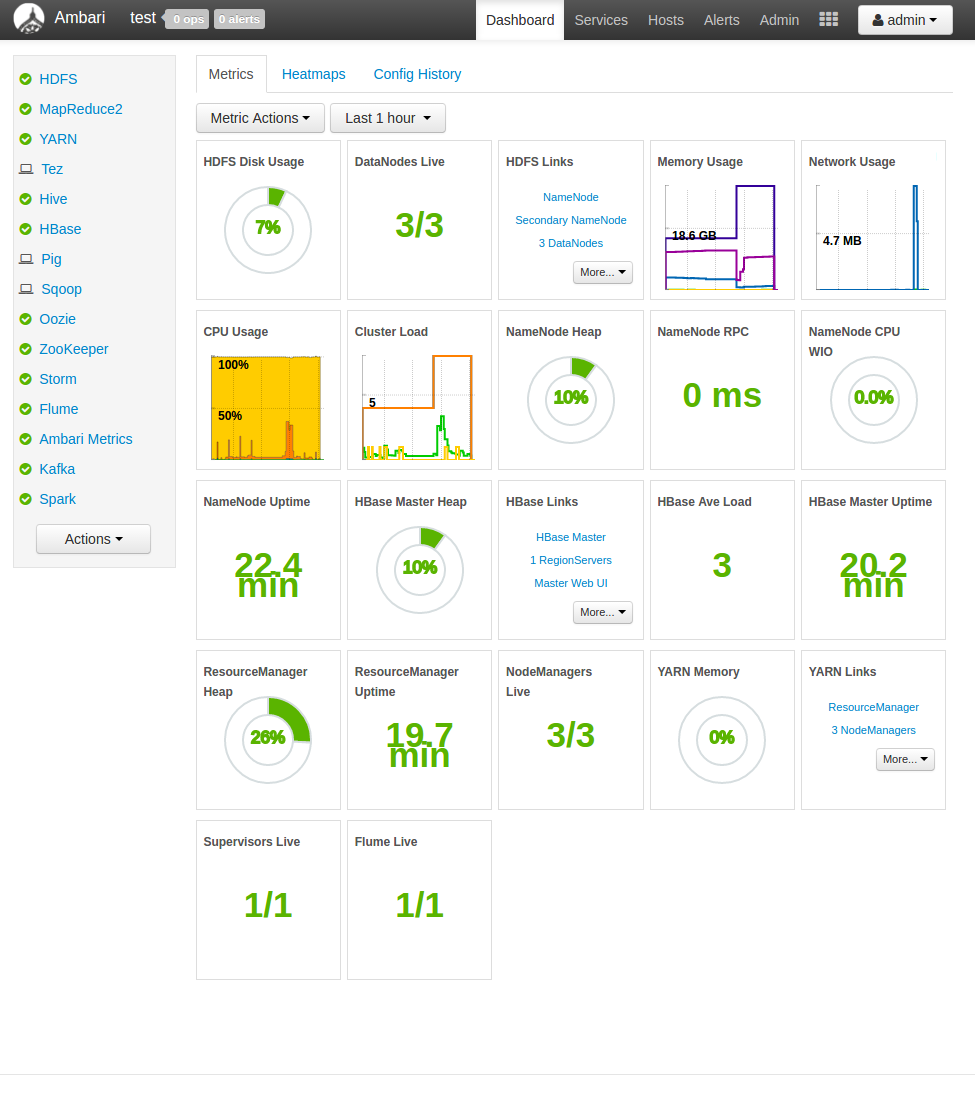 Ambari test 0 ops 0 alerts Dashboard Services Hosts Alerts Admin admin
HDFS
MapReduce2
YARN
Tez
Hive
HBase
Pig
Sqoop
Oozie
ZooKeeper
Storm
Flume
Ambari Metrics
Kafka
Spark
Actions
Metrics Heatmaps Config History
Metric Actions Last 1 hour
HDFS Disk Usage
7%
DataNodes Live
3/3
HDFS Links
NameNode
Secondary NameNode
3 DataNodes
More...
Memory Usage
18.6 GB
Network Usage
4.7 MB
CPU Usage
100%
50%
Cluster Load
5
NameNode Heap
10%
NameNode RPC
0 ms
NameNode CPU
WIO
0.0%
NameNode Uptime
22.4
min
HBase Master Heap
10%
HBase Links
HBase Master
1 RegionServers
Master Web UI
More...
HBase Ave Load
3
HBase Master Uptime
20.2
min
ResourceManager
Heap
26%
ResourceManager
Uptime
19.7
min
NodeManagers
Live
3/3
YARN Memory
0%
YARN Links
ResourceManager
3 NodeManagers
More...
Supervisors Live
1/1
Flume Live
1/1